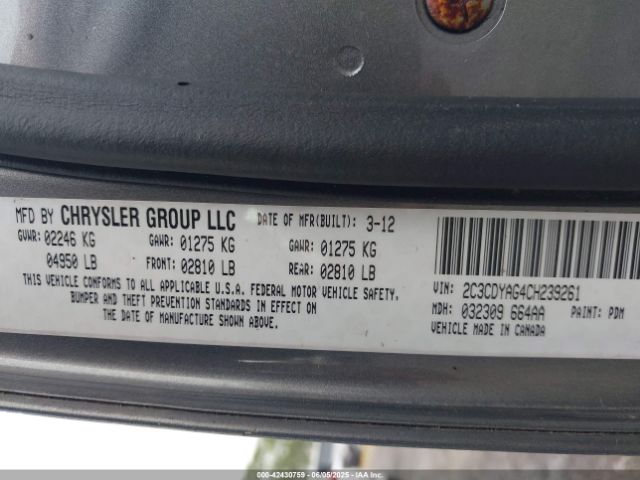 MFD BY CHRYSLER GROUP LLC DATE OF MFR(BUILT): 3-12
GVWR: 02246 KG GAWR: 01275 KG GAWR: 01275 KG
04950 LB FRONT: 02810 LB REAR: 02810 LB
THIS VEHICLE CONFORMS TO ALL APPLICABLE U.S.A. FEDERAL MOTOR VEHICLE SAFETY,
BUMPER AND THEFT PREVENTION STANDARDS IN EFFECT ON
THE DATE OF MANUFACTURE SHOWN ABOVE.
VIN: 2C3CDYAG4CH239261
MDH: 032309 664AA PAINT: PDM
VEHICLE MADE IN CANADA
000-42430759 - 06/05/2025 - IAA Inc.